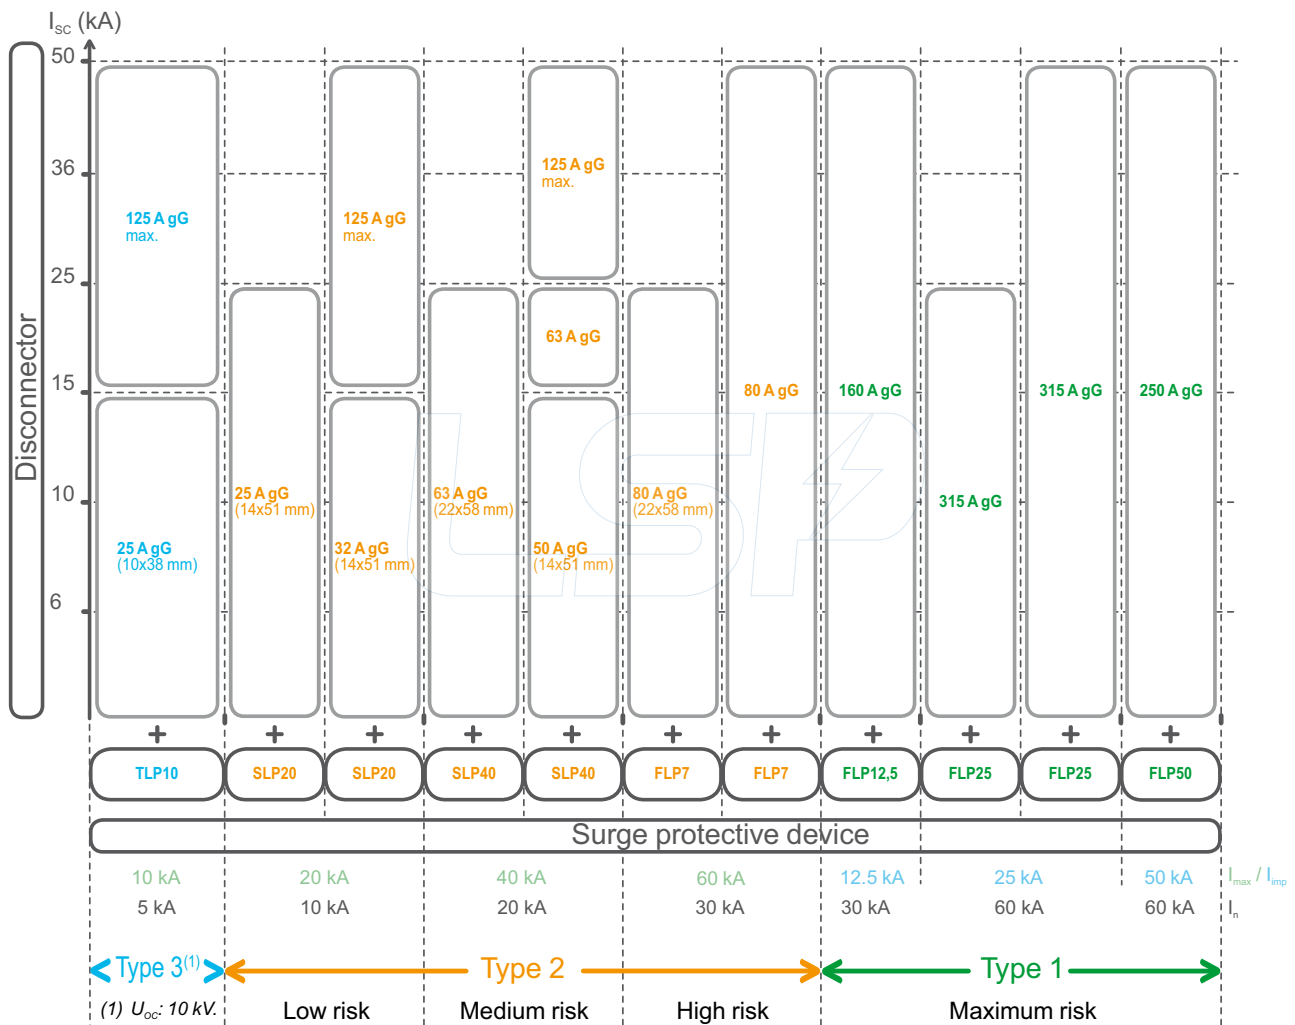 I_SC (kA)
50
36
25
15
10
6
Disconnector
125 A gG
max.
25 A gG
(10x38 mm)
25 A gG
(14x51 mm)
125 A gG
max.
32 A gG
(14x51 mm)
63 A gG
(22x58 mm)
125 A gG
max.
63 A gG
50 A gG
(14x51 mm)
80 A gG
(22x58 mm)
80 A gG
160 A gG
315 A gG
315 A gG
250 A gG
LSP
+ + + + + + + + + + +
TLP10 SLP20 SLP20 SLP40 SLP40 FLP7 FLP7 FLP12,5 FLP25 FLP25 FLP50
Surge protective device
10 kA 20 kA 40 kA 60 kA 12.5 kA 25 kA 50 kA I_max / I_imp
5 kA 10 kA 20 kA 30 kA 30 kA 60 kA 60 kA I_n
Type 3(1) Type 2 Type 1
(1) U_oc: 10 kV. Low risk Medium risk High risk Maximum risk